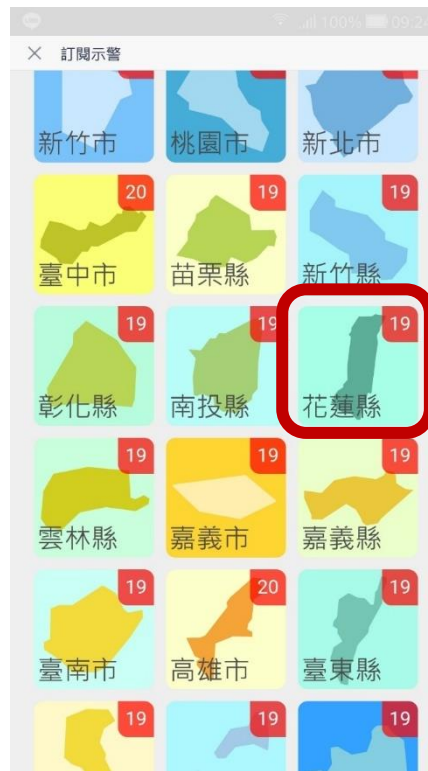 100% 09:24
× 訂閱示警
新竹市 桃園市 新北市
20 19 19
臺中市 苗栗縣 新竹縣
19 19 19
彰化縣 南投縣 花蓮縣
19 19 19
雲林縣 嘉義市 嘉義縣
19 20 19
臺南市 高雄市 臺東縣
19 19 19